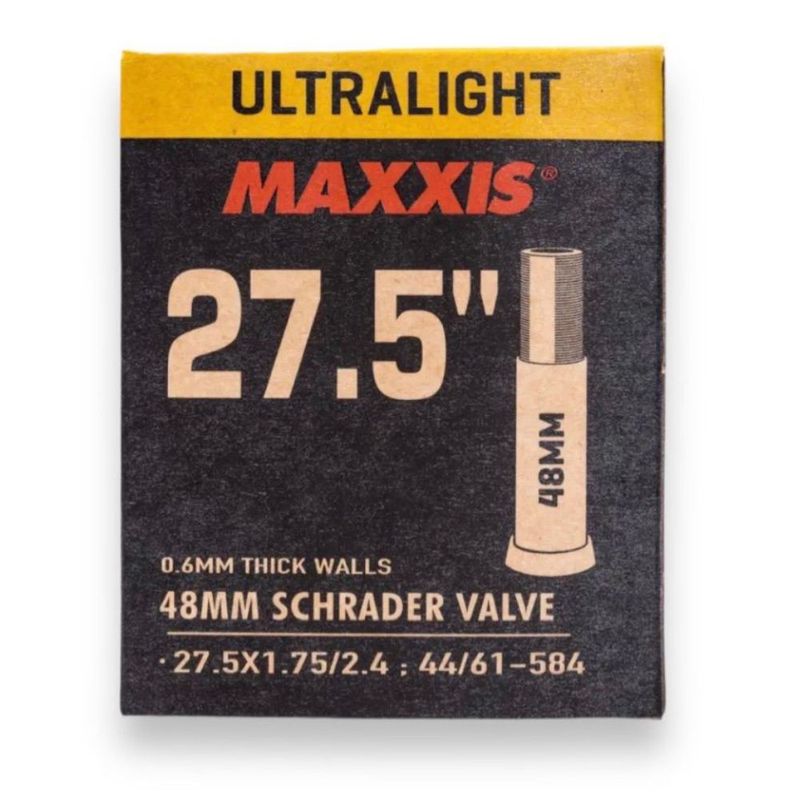 ULTRALIGHT
MAXXIS®
27.5"
48MM
0.6MM THICK WALLS
48MM SCHRADER VALVE
· 27.5X1.75/2.4 ; 44/61-584